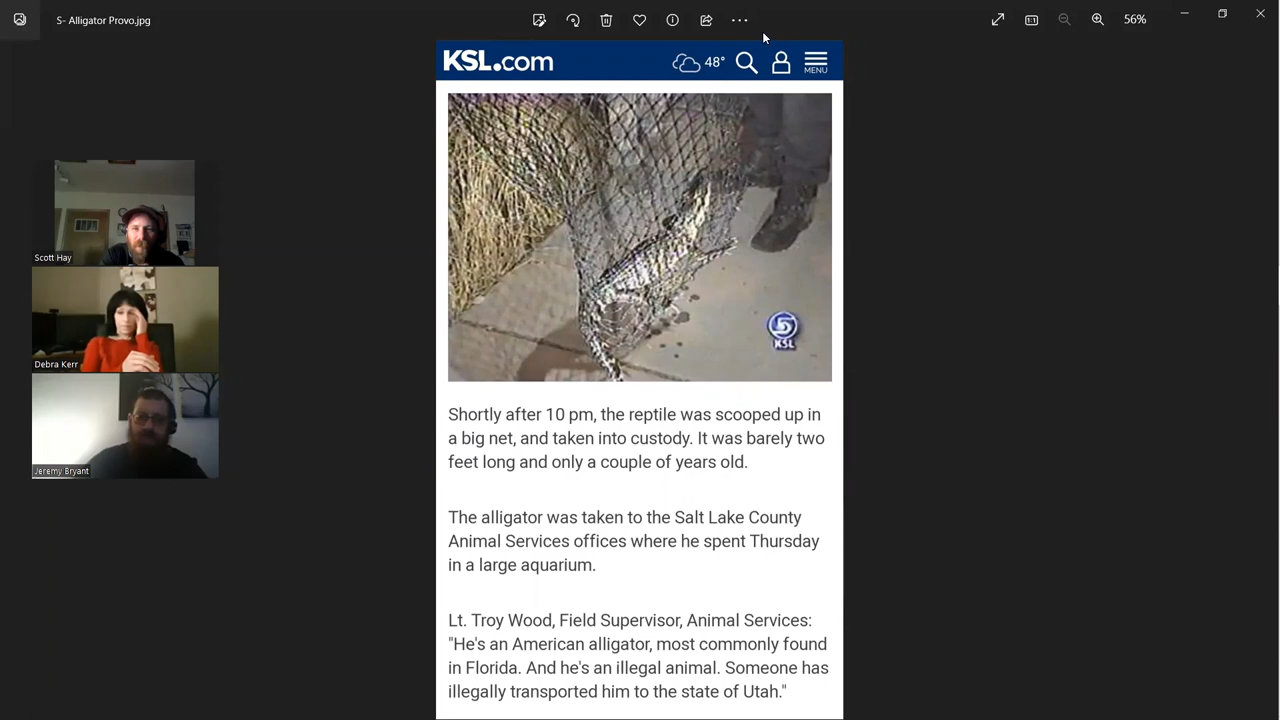 S- Alligator Provo.jpg
56%
KSL.com
48°
MENU
5
KSL
Scott Hay
Debra Kerr
Jeremy Bryant
Shortly after 10 pm, the reptile was scooped up in
a big net, and taken into custody. It was barely two
feet long and only a couple of years old.
The alligator was taken to the Salt Lake County
Animal Services offices where he spent Thursday
in a large aquarium.
Lt. Troy Wood, Field Supervisor, Animal Services:
"He's an American alligator, most commonly found
in Florida. And he's an illegal animal. Someone has
illegally transported him to the state of Utah."